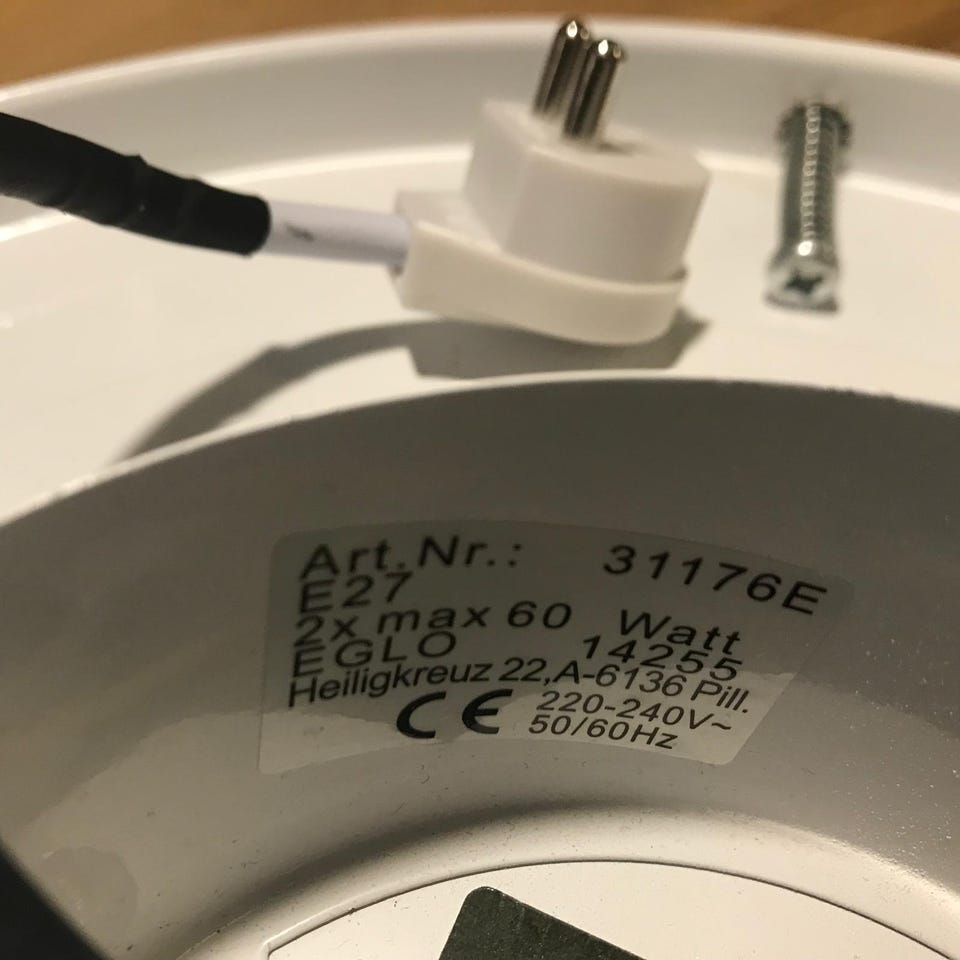 Art.Nr.: 31176E
E27
2x max 60 Watt
EGLO 14255
Heiligkreuz 22,A-6136 Pill.
CE 220-240V~
50/60Hz